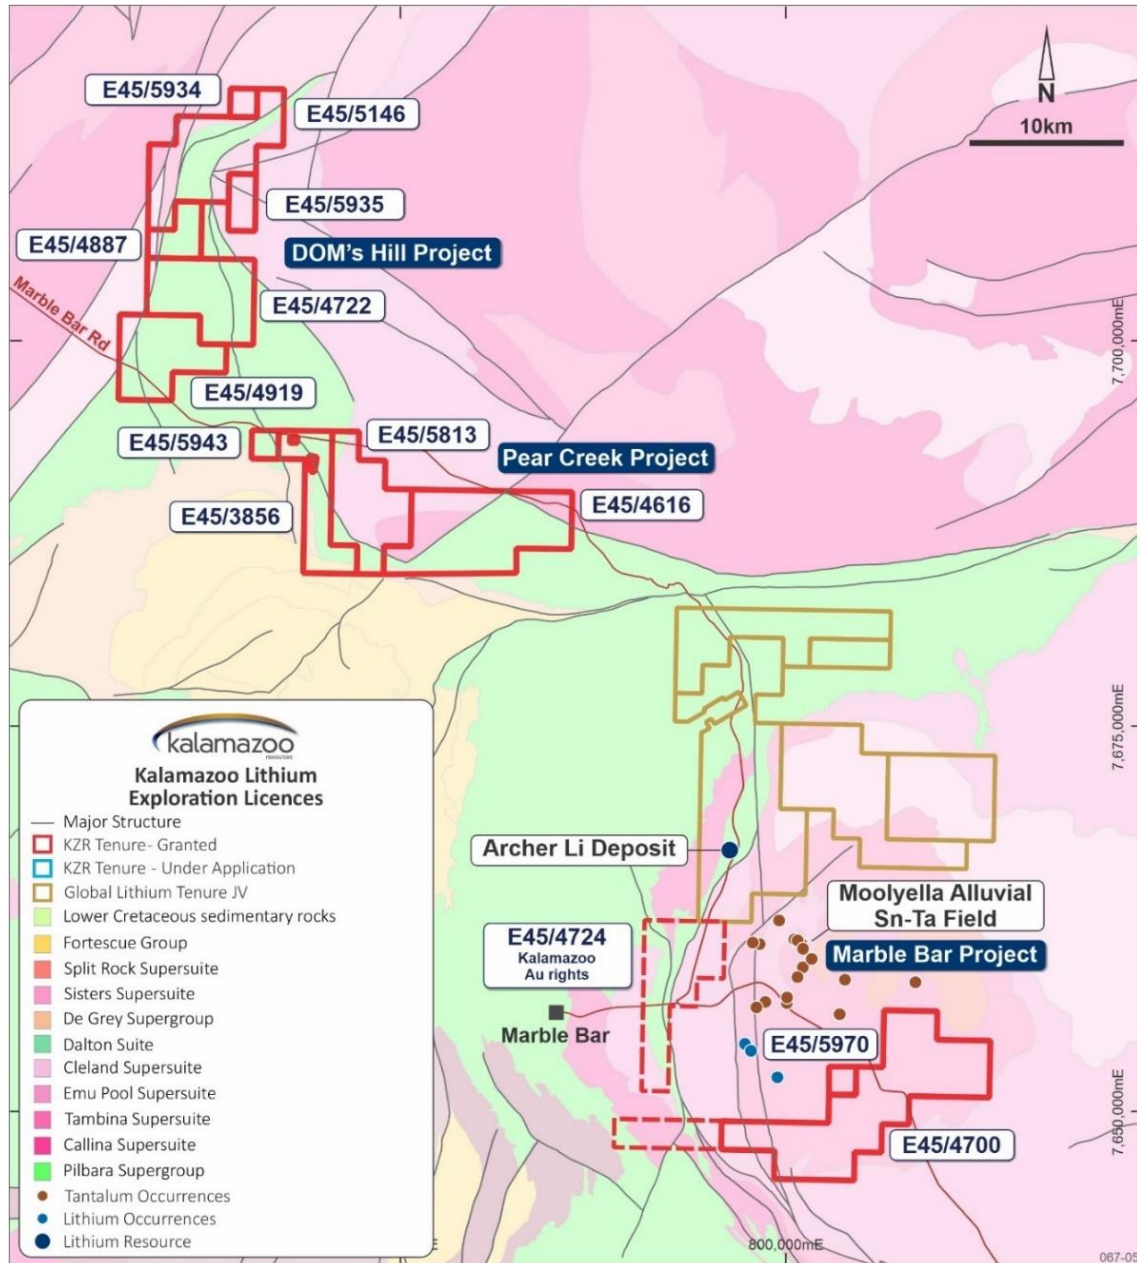 E45/5934
E45/5146
N
10km
E45/5935
E45/4887
DOM's Hill Project
Marble Bar Rd
E45/4722
7,700,000mE
E45/4919
E45/5943
E45/5813
Pear Creek Project
E45/3856
E45/4616
7,675,000mE
kalamazoo
resources
Kalamazoo Lithium
Exploration Licences
Major Structure
KZR Tenure- Granted
KZR Tenure - Under Application
Global Lithium Tenure JV
Lower Cretaceous sedimentary rocks
Fortescue Group
Split Rock Supersuite
Sisters Supersuite
De Grey Supergroup
Dalton Suite
Cleland Supersuite
Emu Pool Supersuite
Tambina Supersuite
Callina Supersuite
Pilbara Supergroup
Tantalum Occurrences
Lithium Occurrences
Lithium Resource
Archer Li Deposit
Moolyella Alluvial
Sn-Ta Field
E45/4724
Kalamazoo
Au rights
Marble Bar Project
Marble Bar
E45/5970
7,650,000mE
E45/4700
800,000mE
067-05